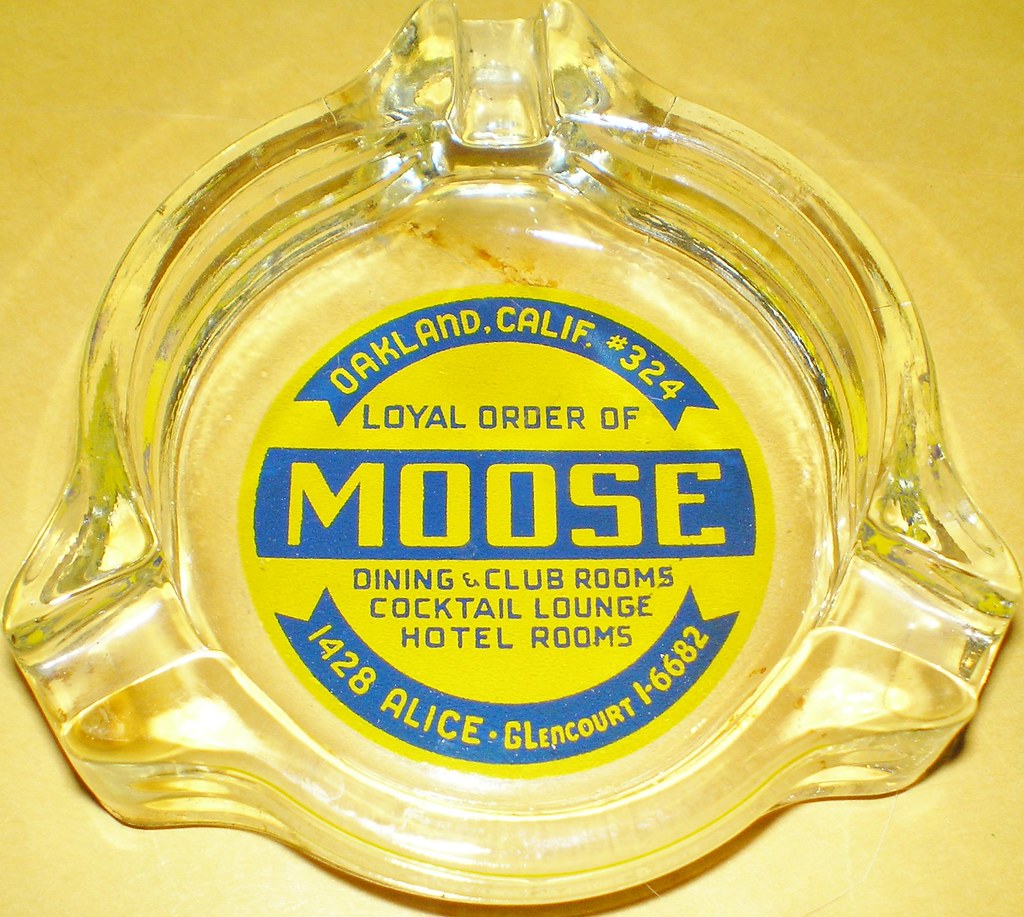 OAKLAND, CALIF. #324
LOYAL ORDER OF
MOOSE
DINING & CLUB ROOMS
COCKTAIL LOUNGE
HOTEL ROOMS
1428 ALICE · GLENCOURT 1-6682